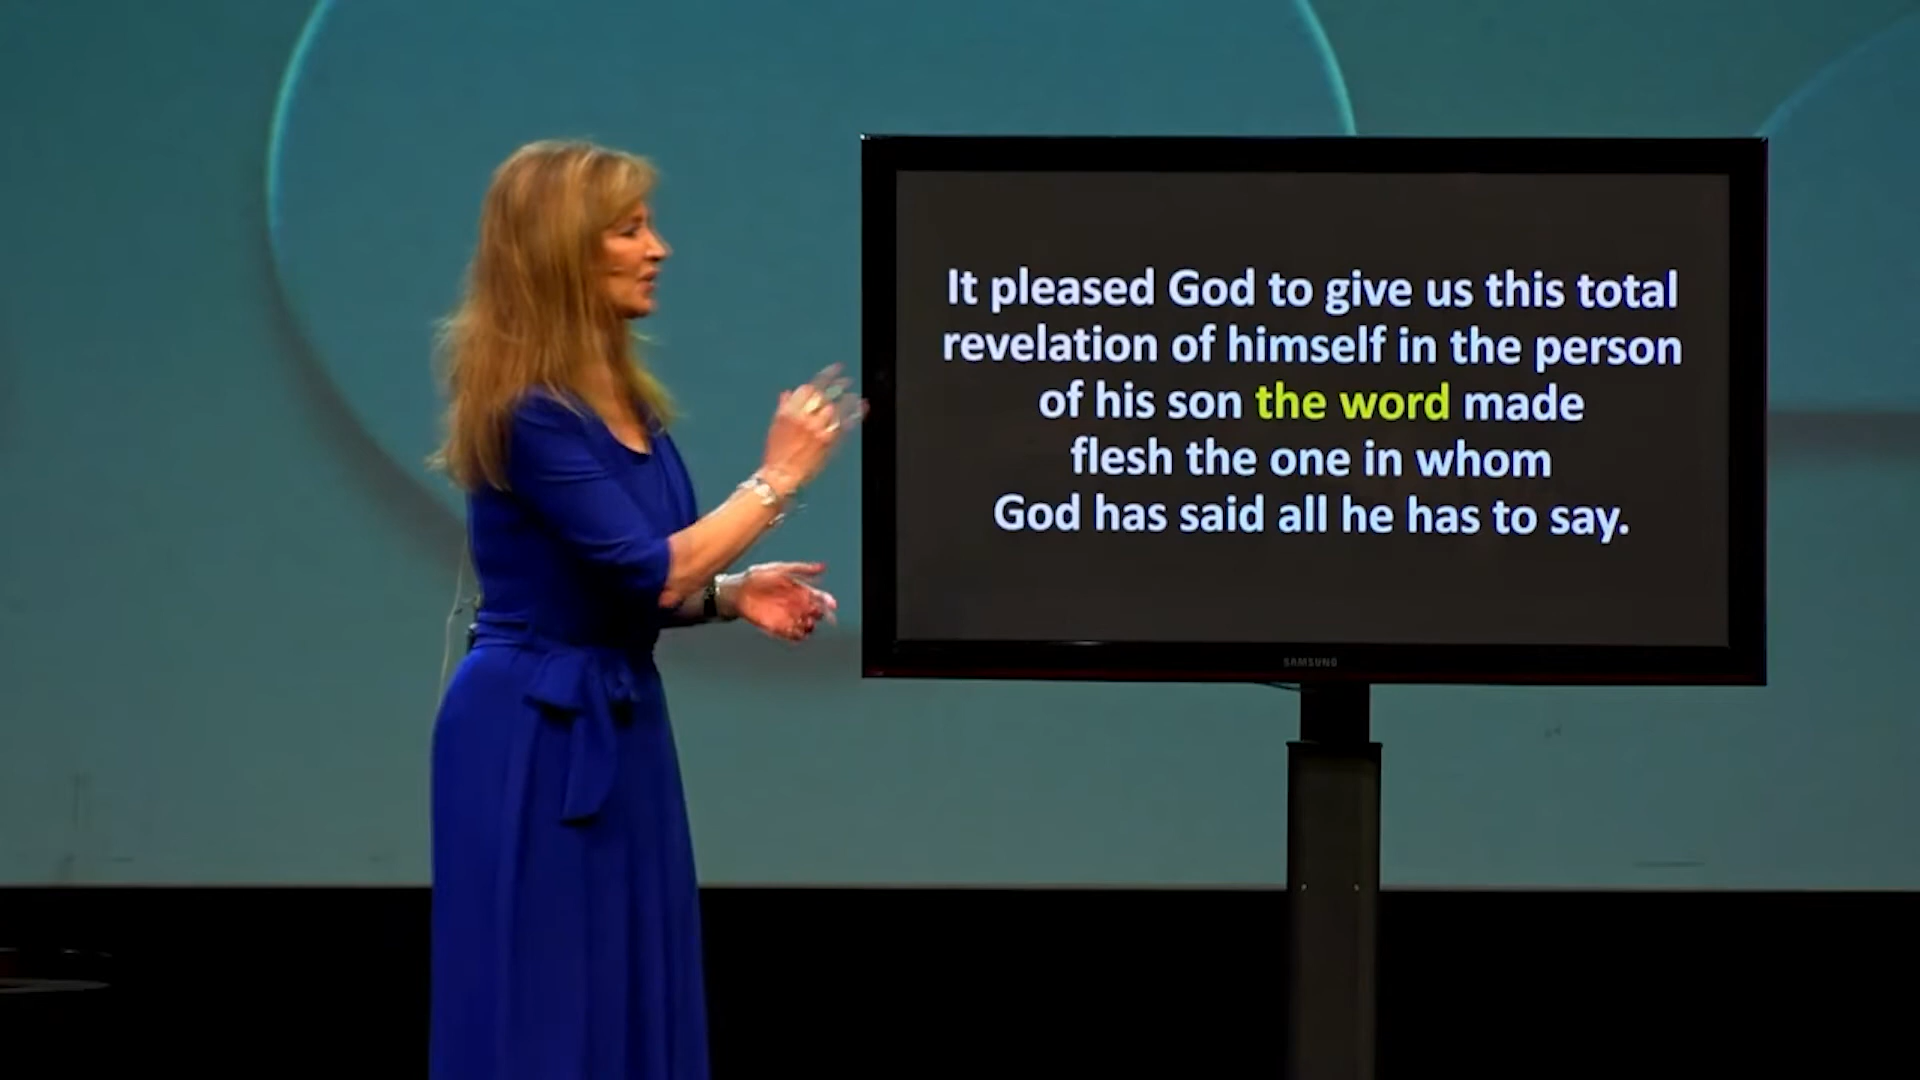 It pleased God to give us this total
revelation of himself in the person
of his son the word made
flesh the one in whom
God has said all he has to say.
SAMSUNG